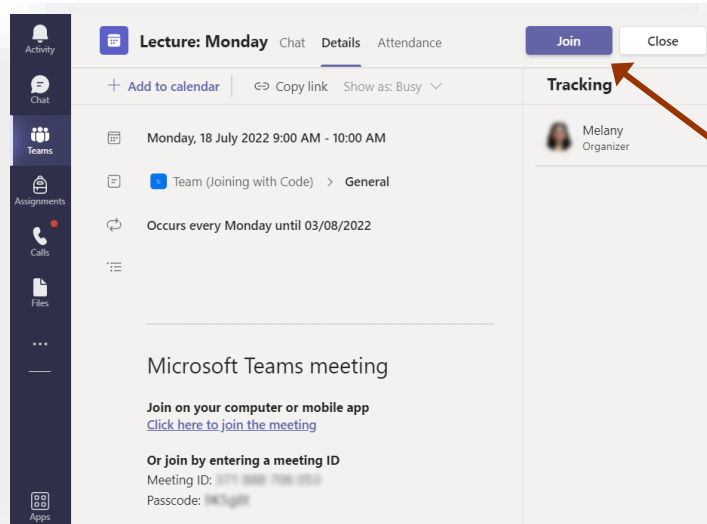 Activity
Chat
Teams
Assignments
Calls
Files
...
Apps
Lecture: Monday Chat Details Attendance
Join Close
+ Add to calendar Copy link Show as: Busy
Tracking
Monday, 18 July 2022 9:00 AM - 10:00 AM
Melany
Organizer
Team (Joining with Code) > General
Occurs every Monday until 03/08/2022
Microsoft Teams meeting
Join on your computer or mobile app
Click here to join the meeting
Or join by entering a meeting ID
Meeting ID:
Passcode: